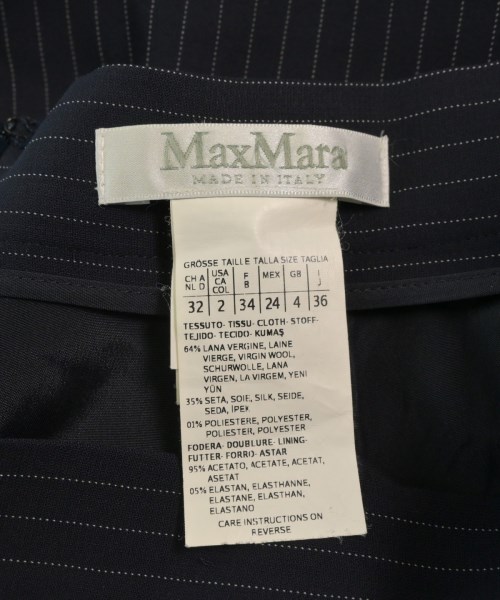 MaxMara
MADE IN ITALY
GRÖSSE TAILLE TALLA SIZE TAGLIA
CH A NL D USA CA COL F B MEX GB I J
32 2 34 24 4 36
TESSUTO- TISSU- CLOTH- STOFF-
TEJIDO- TECIDO- KUMAŞ
64% LANA VERGINE, LAINE
VIERGE, VIRGIN WOOL,
SCHURWOLLE, LANA
VIRGEN, LA VIRGEM, YENI
YÜN
35% SETA, SOIE, SILK, SEIDE,
SEDA, İPEK
01% POLIESTERE, POLYESTER,
POLIESTER, POLYESTER
FODERA- DOUBLURE- LINING-
FUTTER- FORRO- ASTAR
95% ACETATO, ACETATE, ACETAT,
ASETAT
05% ELASTAN, ELASTHANNE,
ELASTANE, ELASTHAN,
ELASTANO
CARE INSTRUCTIONS ON
REVERSE